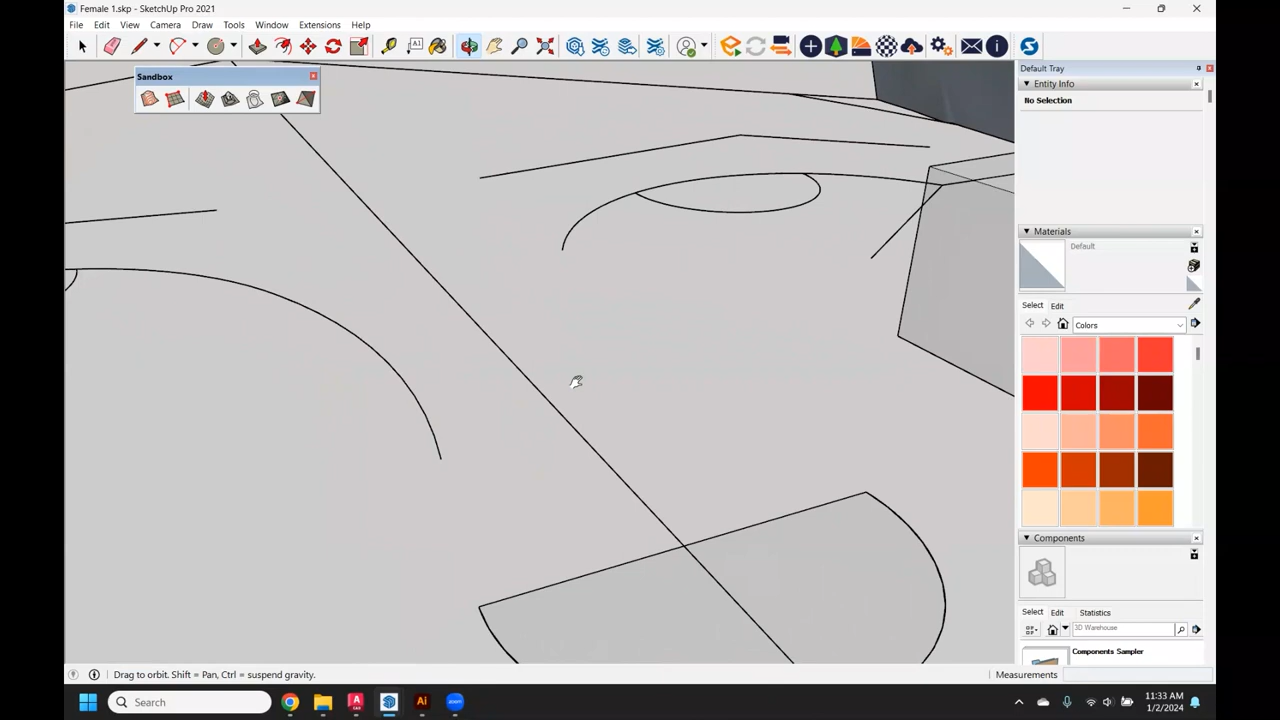 Female 1.skp - SketchUp Pro 2021
File Edit View Camera Draw Tools Window Extensions Help
Sandbox
Default Tray
Entity Info
No Selection
Materials
Default
Select Edit
Colors
Components
Select Edit Statistics
3D Warehouse
Components Sampler
Drag to orbit. Shift = Pan, Ctrl = suspend gravity.
Measurements
Search
11:33 AM
1/2/2024